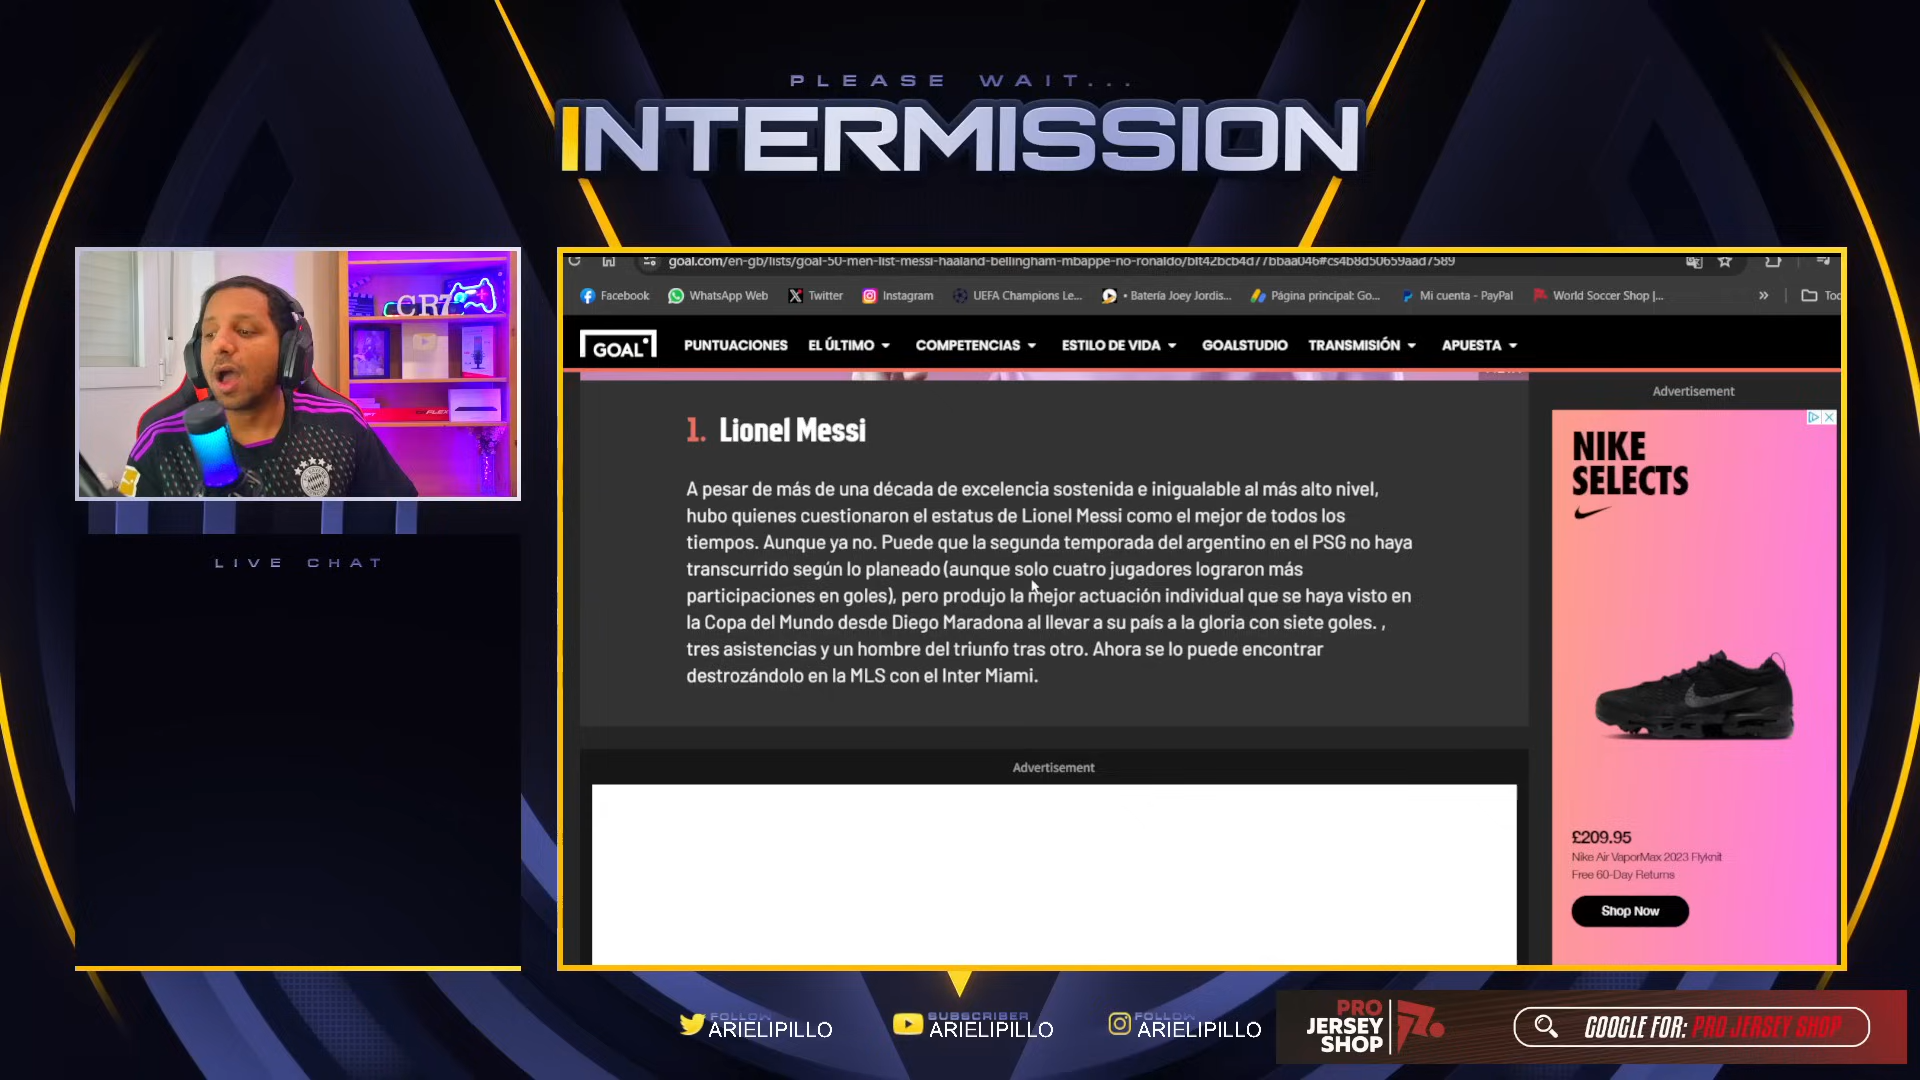 PLEASE WAIT...
INTERMISSION
goal.com/en-gb/lists/goal-50-men-list-messi-haaland-bellingham-mbappe-no-ronaldo/blt42bcb4d77bbaa046#cs4b8d50659aad7589
Facebook WhatsApp Web Twitter Instagram UEFA Champions Le... • Batería Joey Jordis... Página principal: Go... Mi cuenta - PayPal World Soccer Shop |... »
GOAL PUNTUACIONES EL ÚLTIMO COMPETENCIAS ESTILO DE VIDA GOALSTUDIO TRANSMISIÓN APUESTA
CR7
1. Lionel Messi
A pesar de más de una década de excelencia sostenida e inigualable al más alto nivel,
hubo quienes cuestionaron el estatus de Lionel Messi como el mejor de todos los
tiempos. Aunque ya no. Puede que la segunda temporada del argentino en el PSG no haya
transcurrido según lo planeado (aunque solo cuatro jugadores lograron más
participaciones en goles), pero produjo la mejor actuación individual que se haya visto en
la Copa del Mundo desde Diego Maradona al llevar a su país a la gloria con siete goles. ,
tres asistencias y un hombre del triunfo tras otro. Ahora se lo puede encontrar
destrozándolo en la MLS con el Inter Miami.
Advertisement
Advertisement
NIKE
SELECTS
£209.95
Nike Air VaporMax 2023 Flyknit
Free 60-Day Returns
Shop Now
LIVE CHAT
FOLLOW
ARIELIPILLO
SUBSCRIBER
ARIELIPILLO
FOLLOW
ARIELIPILLO
PRO
JERSEY
SHOP
GOOGLE FOR: PRO JERSEY SHOP